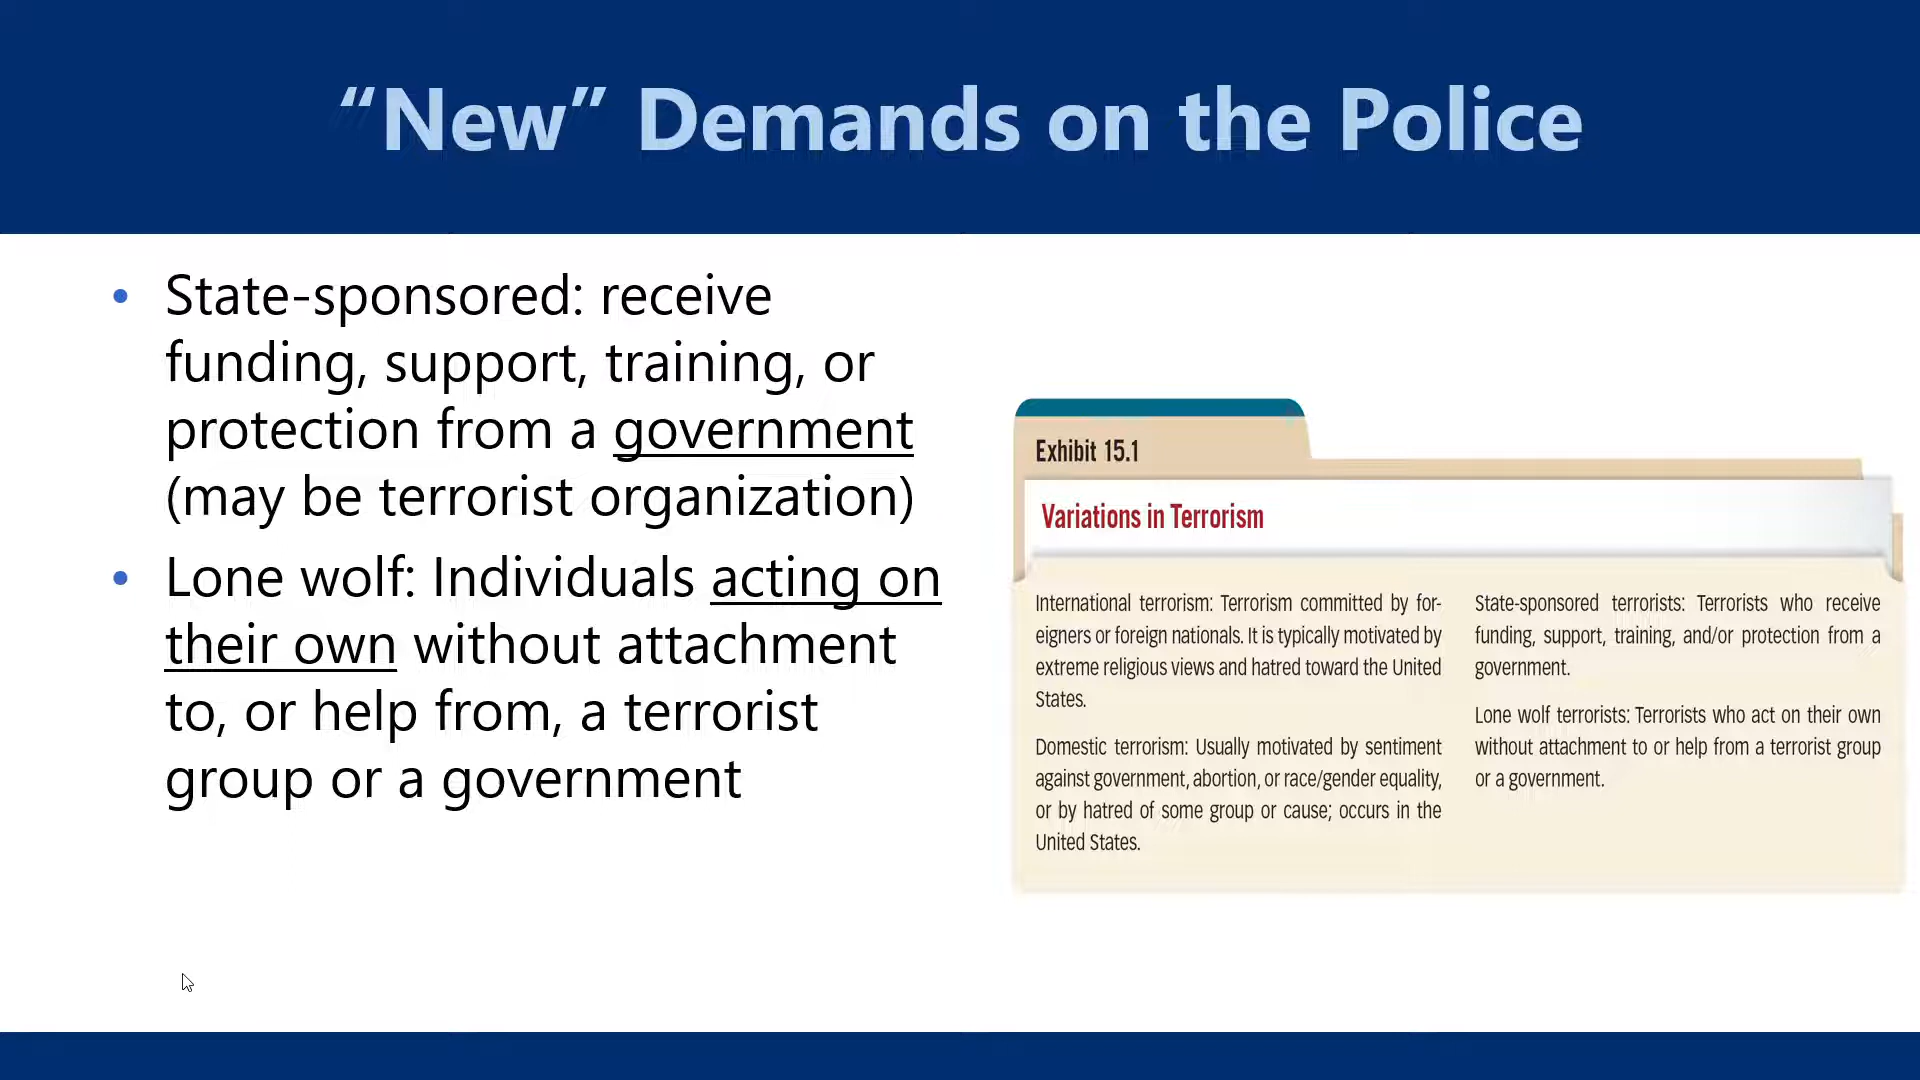 “New” Demands on the Police
• State-sponsored: receive
funding, support, training, or
protection from a government
(may be terrorist organization)
• Lone wolf: Individuals acting on
their own without attachment
to, or help from, a terrorist
group or a government
Exhibit 15.1
Variations in Terrorism
International terrorism: Terrorism committed by for-
eigners or foreign nationals. It is typically motivated by
extreme religious views and hatred toward the United
States.
Domestic terrorism: Usually motivated by sentiment
against government, abortion, or race/gender equality,
or by hatred of some group or cause; occurs in the
United States.
State-sponsored terrorists: Terrorists who receive
funding, support, training, and/or protection from a
government.
Lone wolf terrorists: Terrorists who act on their own
without attachment to or help from a terrorist group
or a government.